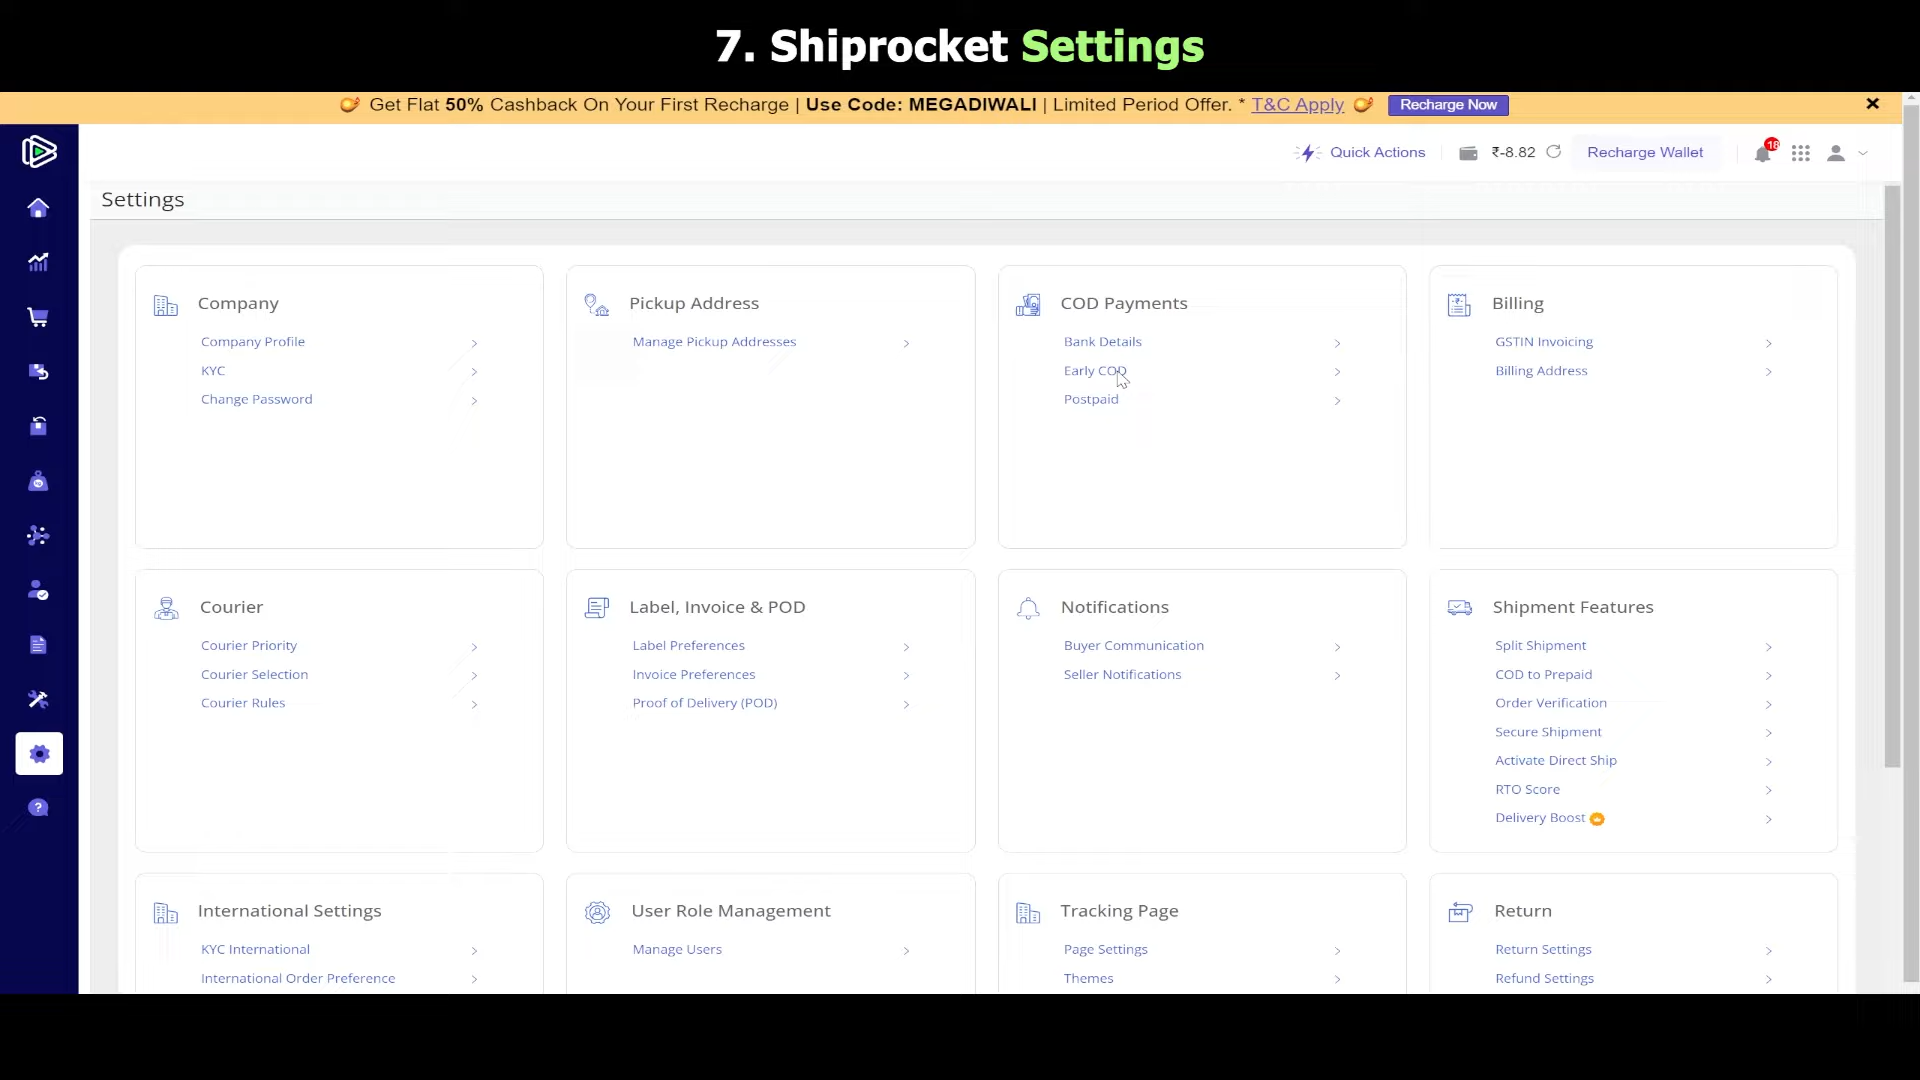 7. Shiprocket Settings
Get Flat 50% Cashback On Your First Recharge | Use Code: MEGADIWALI | Limited Period Offer. * T&C Apply Recharge Now
Quick Actions ₹-8.82 Recharge Wallet 18
Settings
Company
Company Profile
KYC
Change Password
Pickup Address
Manage Pickup Addresses
COD Payments
Bank Details
Early COD
Postpaid
Billing
GSTIN Invoicing
Billing Address
Courier
Courier Priority
Courier Selection
Courier Rules
Label, Invoice & POD
Label Preferences
Invoice Preferences
Proof of Delivery (POD)
Notifications
Buyer Communication
Seller Notifications
Shipment Features
Split Shipment
COD to Prepaid
Order Verification
Secure Shipment
Activate Direct Ship
RTO Score
Delivery Boost
International Settings
KYC International
International Order Preference
User Role Management
Manage Users
Tracking Page
Page Settings
Themes
Return
Return Settings
Refund Settings